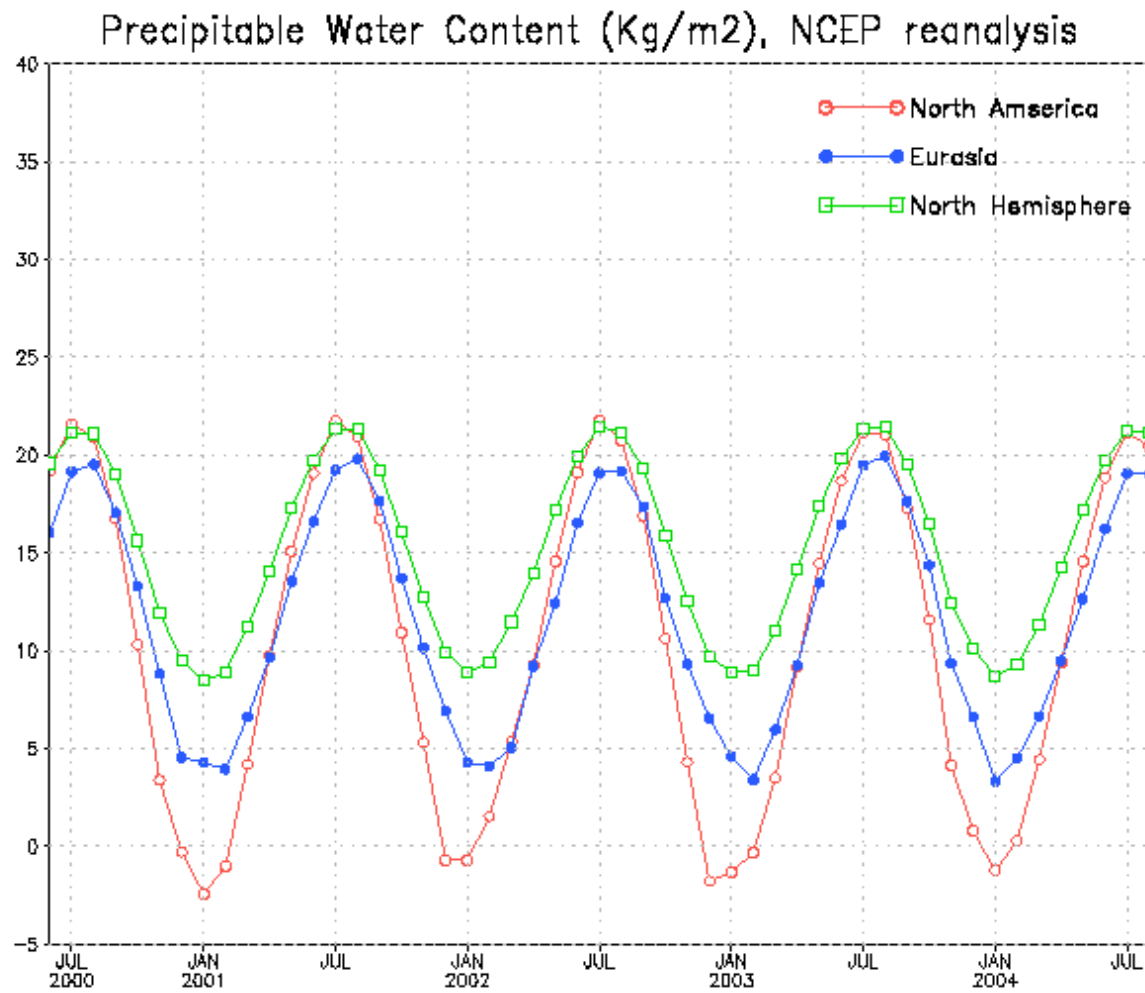 Precipitable Water Content (Kg/m2), NCEP reanalysis
40
35
30
25
20
15
10
5
0
-5
North Amserica
Eurasia
North Hemisphere
JUL JAN JUL JAN JUL JAN JUL JAN JUL
2000 2001 2002 2003 2004